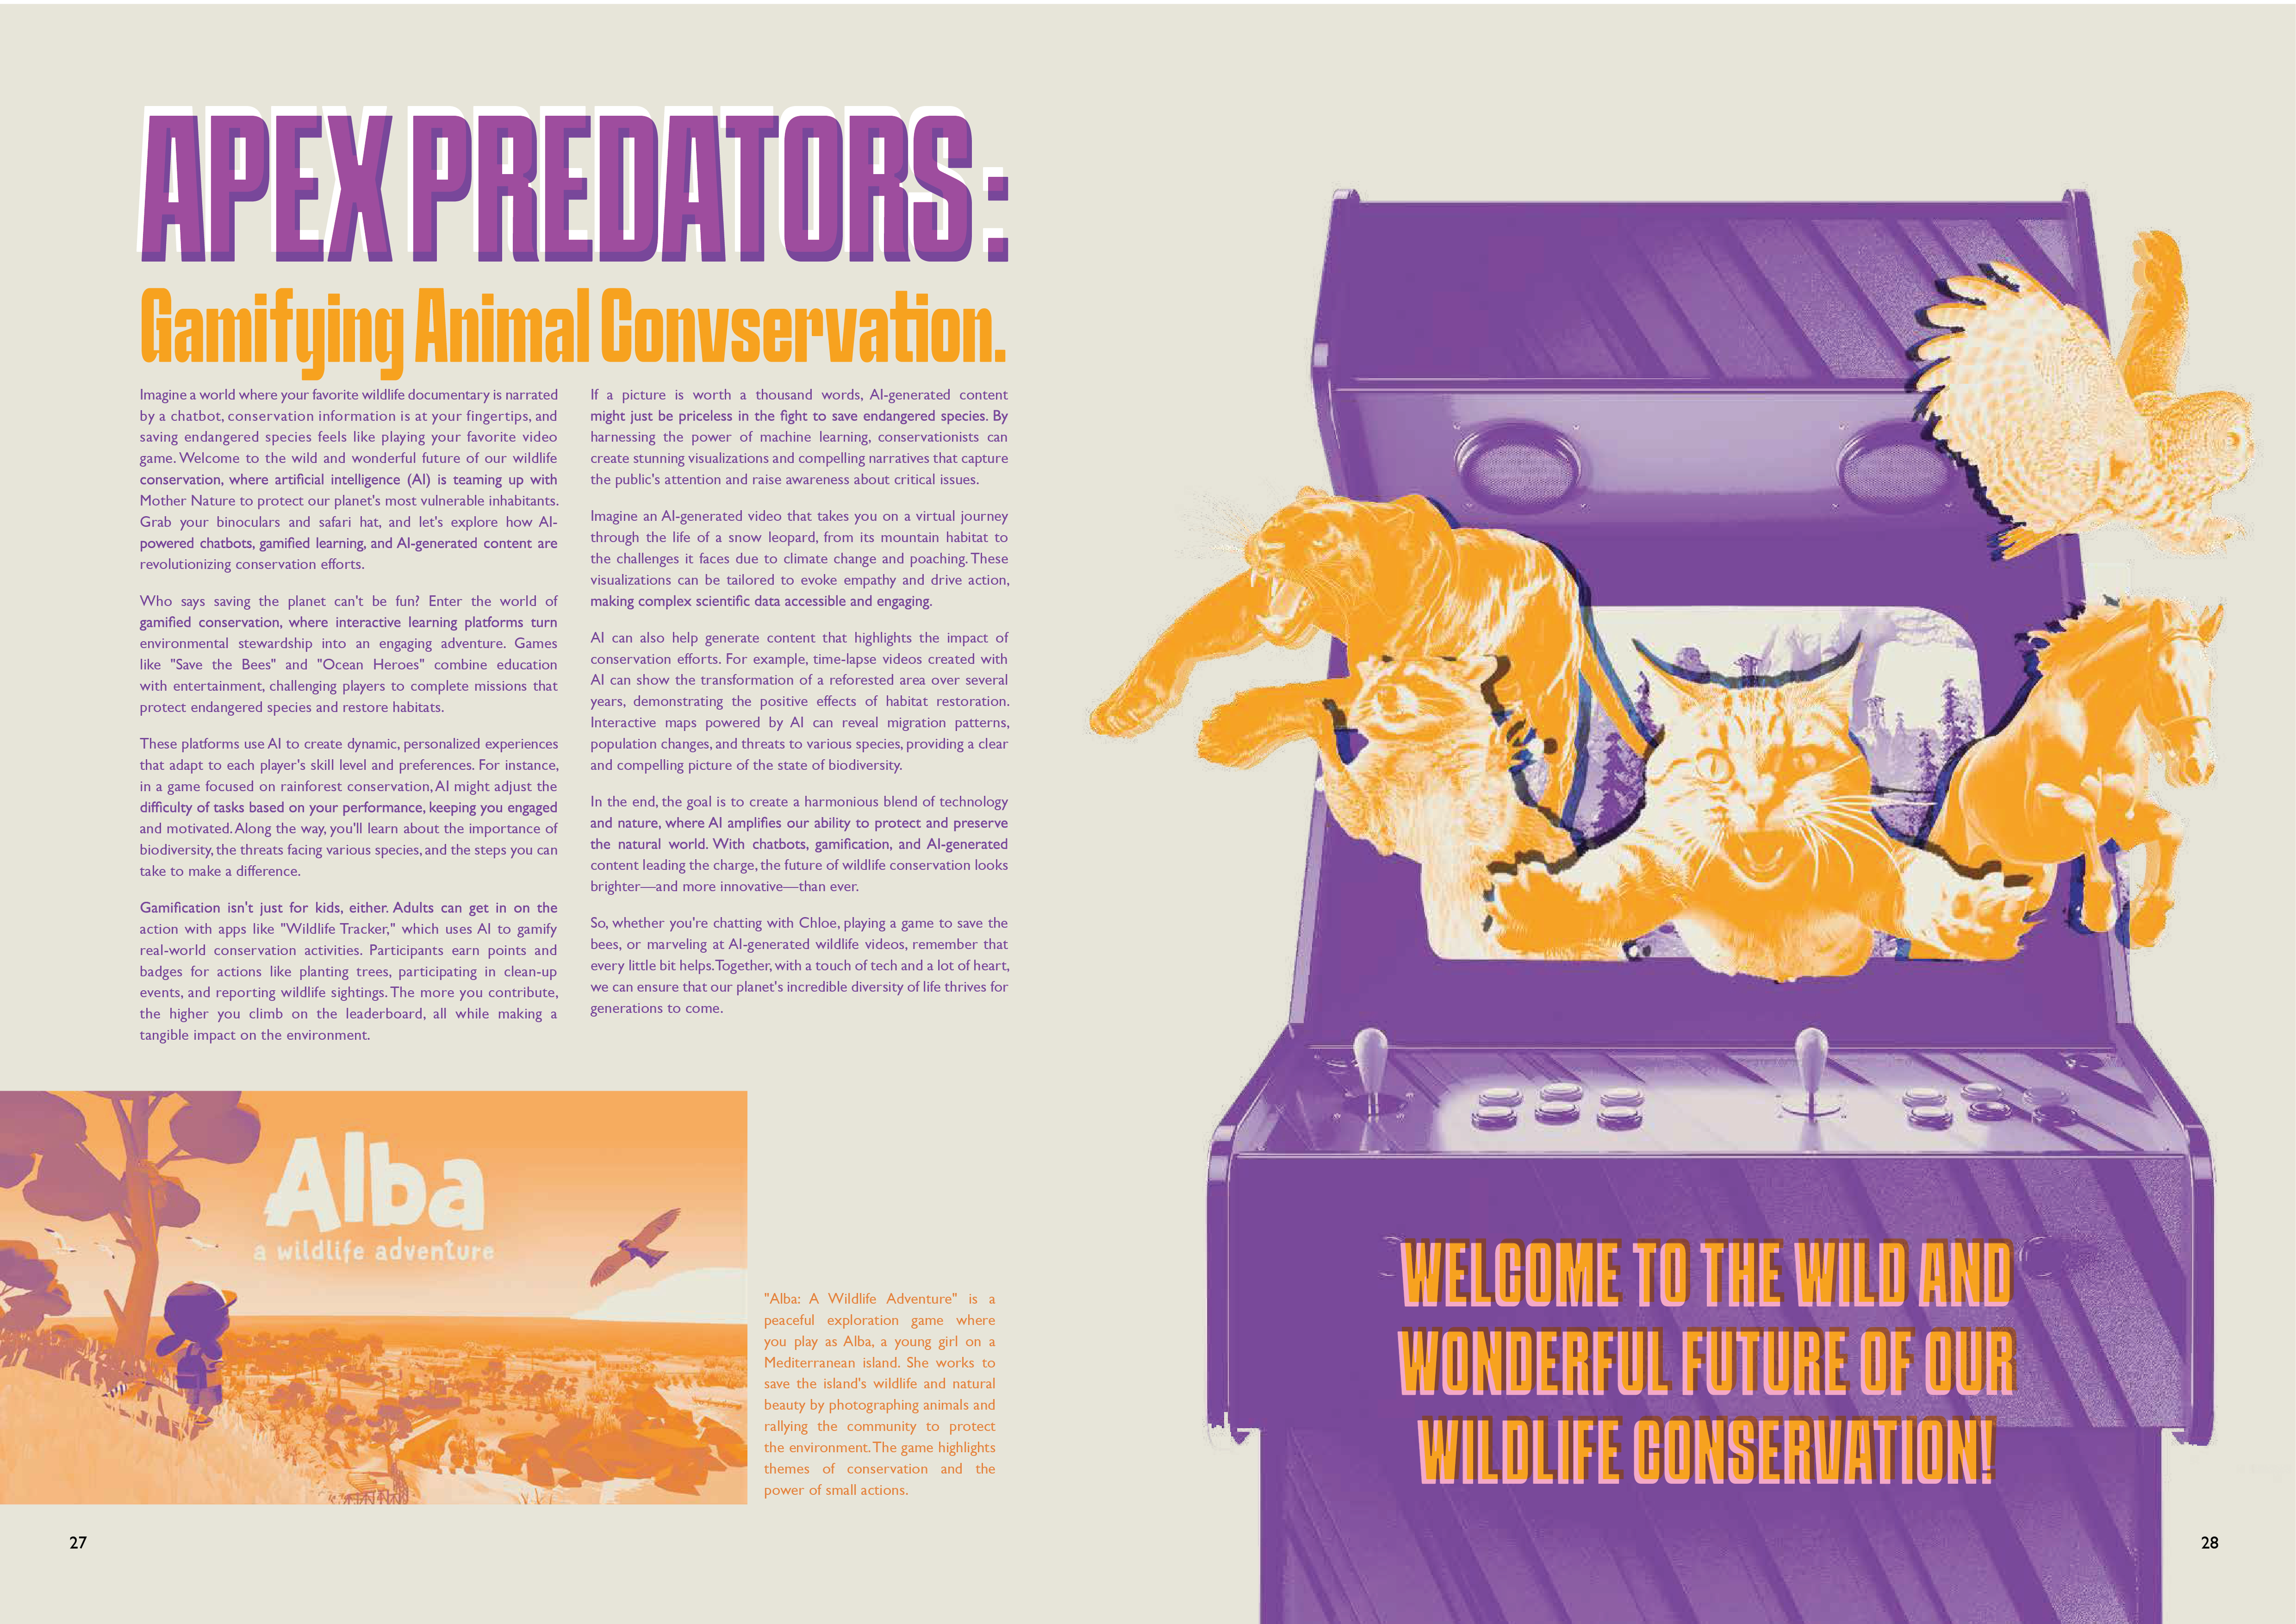 APEX PREDATORS:
Gamifying Animal Convservation.
Imagine a world where your favorite wildlife documentary is narrated
by a chatbot, conservation information is at your fingertips, and
saving endangered species feels like playing your favorite video
game. Welcome to the wild and wonderful future of our wildlife
conservation, where artificial intelligence (AI) is teaming up with
Mother Nature to protect our planet's most vulnerable inhabitants.
Grab your binoculars and safari hat, and let's explore how AI-
powered chatbots, gamified learning, and AI-generated content are
revolutionizing conservation efforts.
Who says saving the planet can't be fun? Enter the world of
gamified conservation, where interactive learning platforms turn
environmental stewardship into an engaging adventure. Games
like "Save the Bees" and "Ocean Heroes" combine education
with entertainment, challenging players to complete missions that
protect endangered species and restore habitats.
These platforms use AI to create dynamic, personalized experiences
that adapt to each player's skill level and preferences. For instance,
in a game focused on rainforest conservation, AI might adjust the
difficulty of tasks based on your performance, keeping you engaged
and motivated. Along the way, you'll learn about the importance of
biodiversity, the threats facing various species, and the steps you can
take to make a difference.
Gamification isn't just for kids, either. Adults can get in on the
action with apps like "Wildlife Tracker," which uses AI to gamify
real-world conservation activities. Participants earn points and
badges for actions like planting trees, participating in clean-up
events, and reporting wildlife sightings. The more you contribute,
the higher you climb on the leaderboard, all while making a
tangible impact on the environment.
If a picture is worth a thousand words, AI-generated content
might just be priceless in the fight to save endangered species. By
harnessing the power of machine learning, conservationists can
create stunning visualizations and compelling narratives that capture
the public's attention and raise awareness about critical issues.
Imagine an AI-generated video that takes you on a virtual journey
through the life of a snow leopard, from its mountain habitat to
the challenges it faces due to climate change and poaching. These
visualizations can be tailored to evoke empathy and drive action,
making complex scientific data accessible and engaging.
AI can also help generate content that highlights the impact of
conservation efforts. For example, time-lapse videos created with
AI can show the transformation of a reforested area over several
years, demonstrating the positive effects of habitat restoration.
Interactive maps powered by AI can reveal migration patterns,
population changes, and threats to various species, providing a clear
and compelling picture of the state of biodiversity.
In the end, the goal is to create a harmonious blend of technology
and nature, where AI amplifies our ability to protect and preserve
the natural world. With chatbots, gamification, and AI-generated
content leading the charge, the future of wildlife conservation looks
brighter—and more innovative—than ever.
So, whether you're chatting with Chloe, playing a game to save the
bees, or marveling at AI-generated wildlife videos, remember that
every little bit helps. Together, with a touch of tech and a lot of heart,
we can ensure that our planet's incredible diversity of life thrives for
generations to come.
Alba
a wildlife adventure
"Alba: A Wildlife Adventure" is a
peaceful exploration game where
you play as Alba, a young girl on a
Mediterranean island. She works to
save the island's wildlife and natural
beauty by photographing animals and
rallying the community to protect
the environment. The game highlights
themes of conservation and the
power of small actions.
27
WELCOME TO THE WILD AND
WONDERFUL FUTURE OF OUR
WILDLIFE CONSERVATION!
28